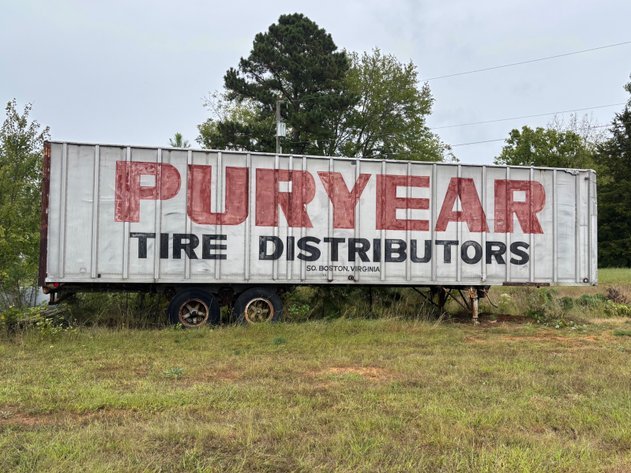 PURYEAR
TIRE DISTRIBUTORS
SO. BOSTON, VIRGINIA